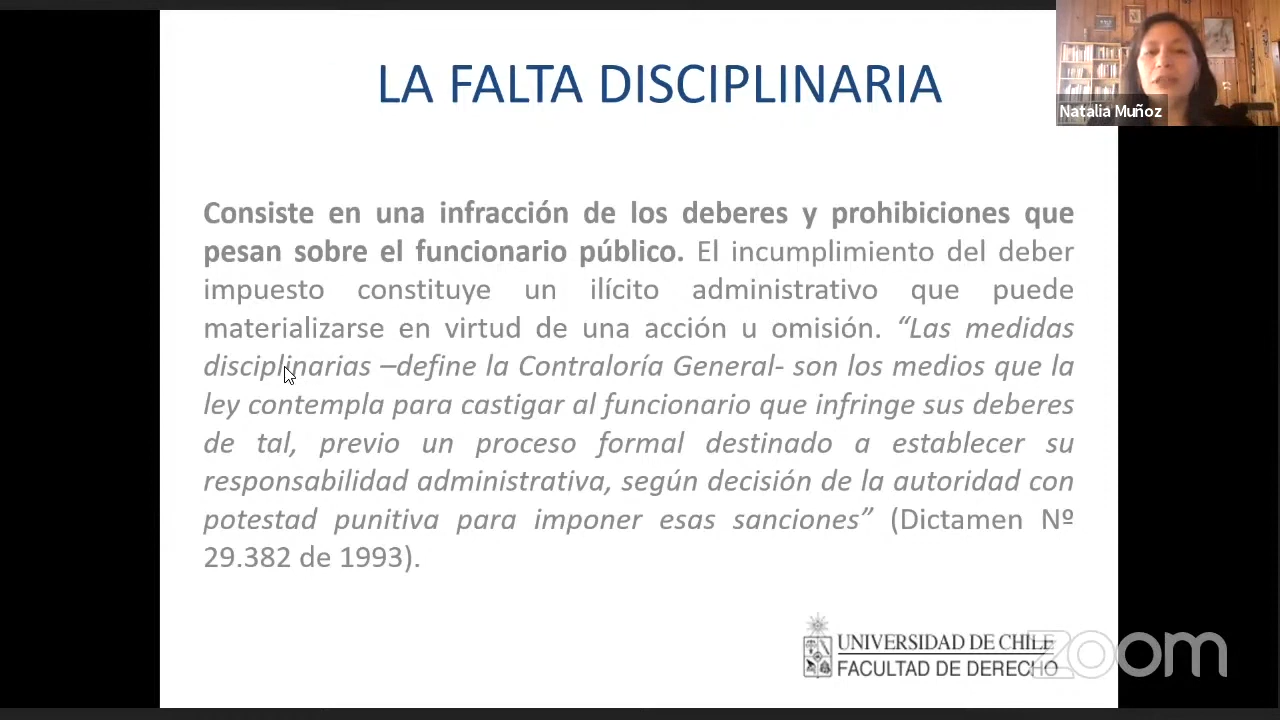 LA FALTA DISCIPLINARIA
Natalia Muñoz
Consiste en una infracción de los deberes y prohibiciones que
pesan sobre el funcionario público. El incumplimiento del deber
impuesto constituye un ilícito administrativo que puede
materializarse en virtud de una acción u omisión. “Las medidas
disciplinarias –define la Contraloría General- son los medios que la
ley contempla para castigar al funcionario que infringe sus deberes
de tal, previo un proceso formal destinado a establecer su
responsabilidad administrativa, según decisión de la autoridad con
potestad punitiva para imponer esas sanciones” (Dictamen Nº
29.382 de 1993).
UNIVERSIDAD DE CHILE
FACULTAD DE DERECHO
zoom